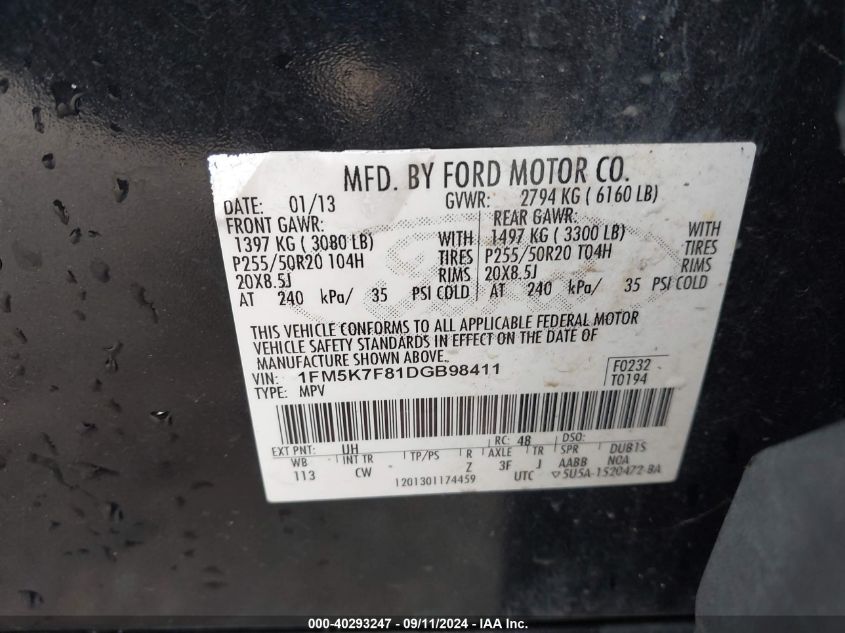 MFD. BY FORD MOTOR CO.
DATE: 01/13 GVWR: 2794 KG ( 6160 LB)
FRONT GAWR: REAR GAWR:
1397 KG ( 3080 LB) WITH 1497 KG ( 3300 LB) WITH
P255/50R20 104H TIRES P255/50R20 104H TIRES
20X8.5J RIMS 20X8.5J RIMS
AT 240 kPa/ 35 PSI COLD AT 240 kPa/ 35 PSI COLD
THIS VEHICLE CONFORMS TO ALL APPLICABLE FEDERAL MOTOR
VEHICLE SAFETY STANDARDS IN EFFECT ON THE DATE OF
MANUFACTURE SHOWN ABOVE.
VIN: 1FM5K7F81DGB98411 F0232
TYPE: MPV T0194
EXT PNT: UH RC: 48 DSO:
WB INT TR TP/PS R AXLE TR SPR DUB1S
113 CW Z 3F J AABB NCA
1201301174459 UTC 5U5A-1520472-BA
000-40293247 - 09/11/2024 - IAAI.com